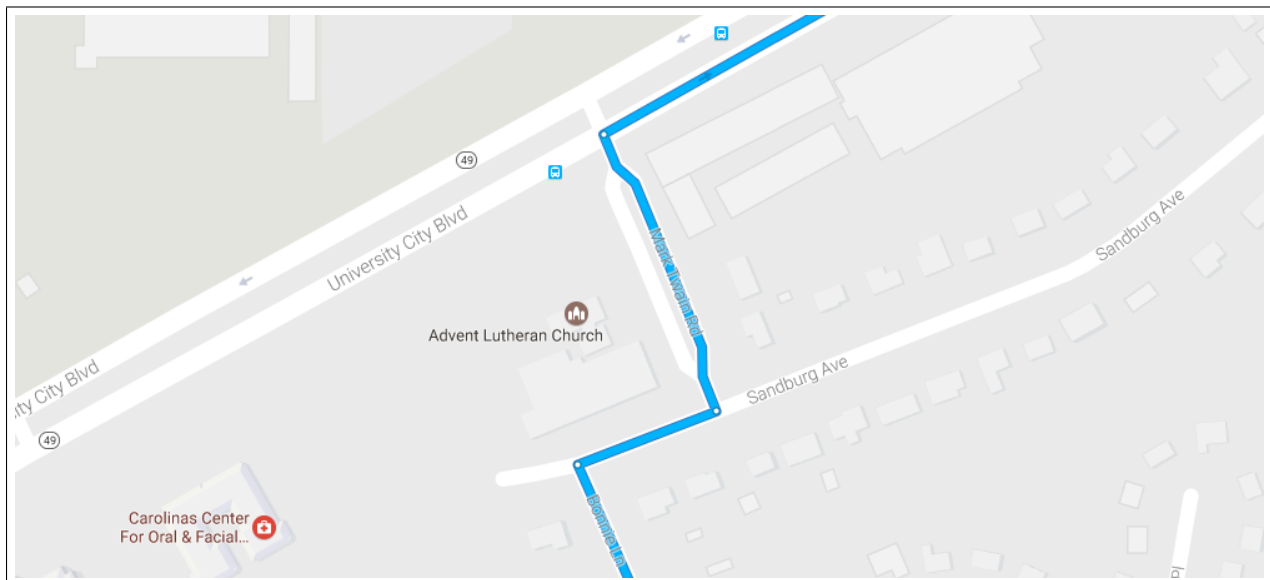 49
University City Blvd
Mark Twain Rd
Sandburg Ave
Advent Lutheran Church
ity City Blvd
Sandburg Ave
49
Bonnie Ln
Carolinas Center
For Oral & Facial...
Pl